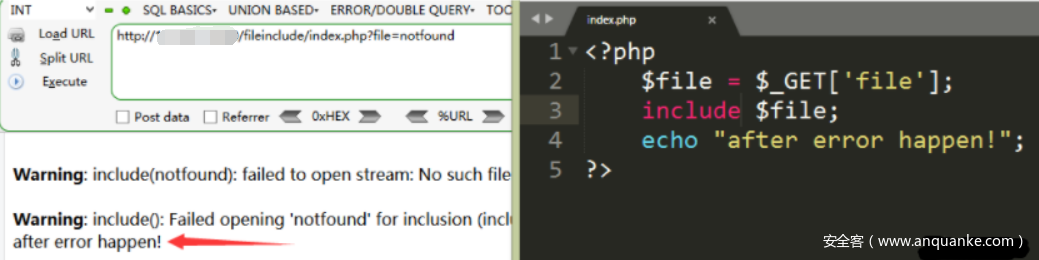 INT
SQL BASICS▾ UNION BASED▾ ERROR/DOUBLE QUERY▾ TOO
Load URL
Split URL
Execute
http://1 /fileinclude/index.php?file=notfound
Post data Referrer 0xHEX %URL
Warning: include(notfound): failed to open stream: No such file
Warning: include(): Failed opening 'notfound' for inclusion (inclu
after error happen!
index.php ×
1 <?php
2 $file = $_GET['file'];
3 include $file;
4 echo "after error happen!";
5 ?>
安全客（www.anquanke.com）